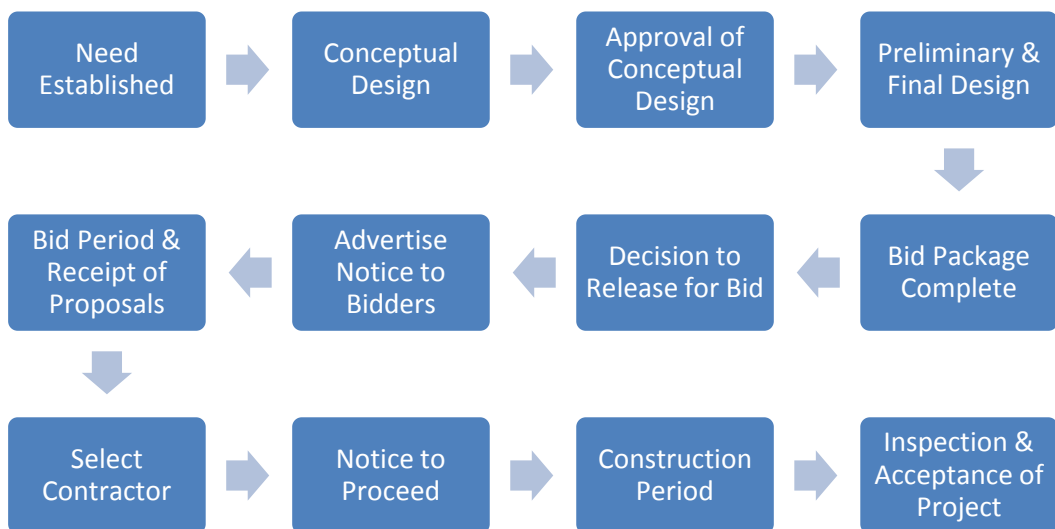 Need
Established
Conceptual
Design
Approval of
Conceptual
Design
Preliminary &
Final Design
Bid Package
Complete
Decision to
Release for Bid
Advertise
Notice to
Bidders
Bid Period &
Receipt of
Proposals
Select
Contractor
Notice to
Proceed
Construction
Period
Inspection &
Acceptance of
Project